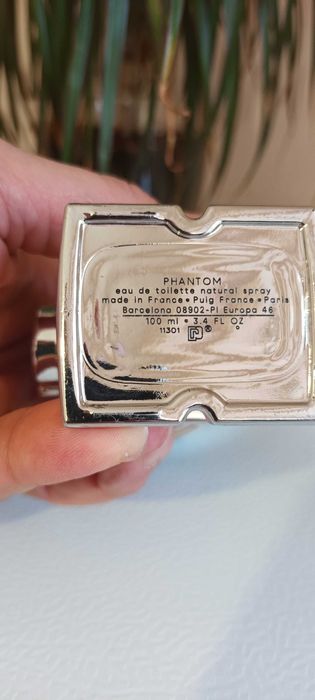 PHANTOM
eau de toilette natural spray
made in France • Puig France • Paris
Barcelona 08902-Pl Europa 46
100 ml • 3.4 FL OZ
11301 ®